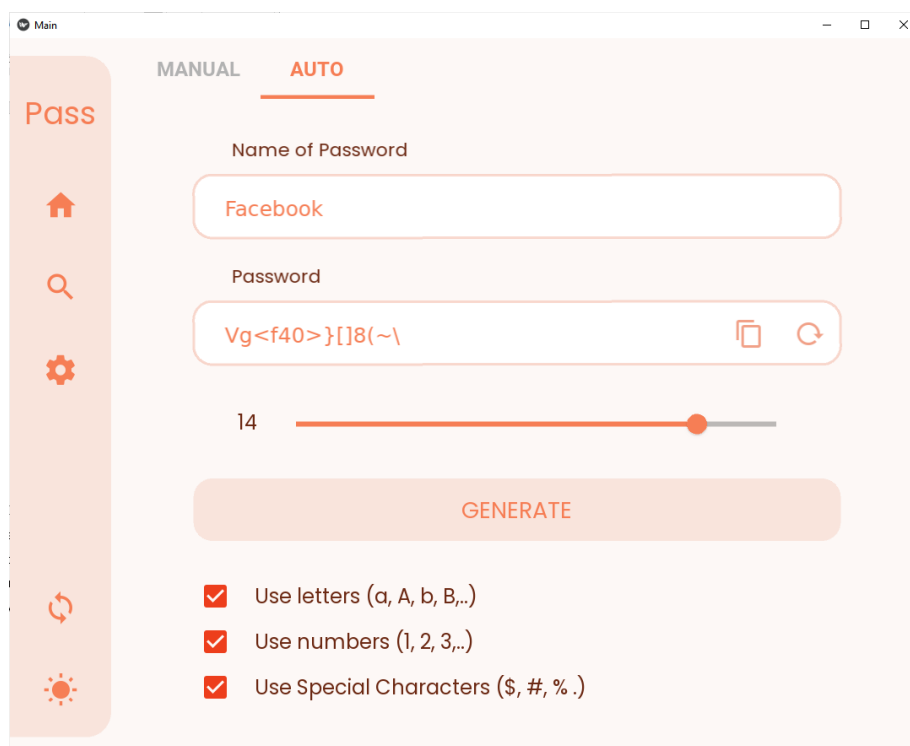 Main
Pass
MANUAL AUTO
Name of Password
Facebook
Password
Vg<f40>}[]8(~\
14
GENERATE
Use letters (a, A, b, B,..)
Use numbers (1, 2, 3,..)
Use Special Characters ($, #, % .)